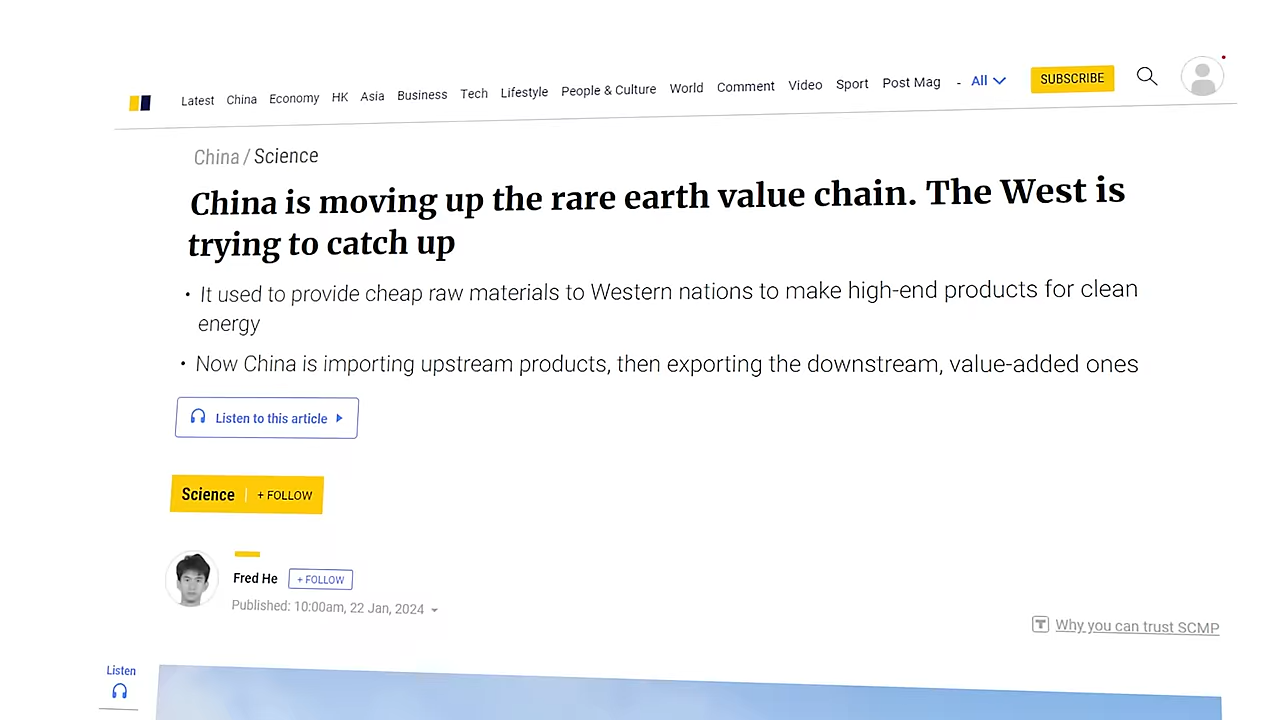 Latest China Economy HK Asia Business Tech Lifestyle People & Culture World Comment Video Sport Post Mag - All SUBSCRIBE
China / Science
China is moving up the rare earth value chain. The West is
trying to catch up
• It used to provide cheap raw materials to Western nations to make high-end products for clean
energy
• Now China is importing upstream products, then exporting the downstream, value-added ones
Listen to this article
Science | + FOLLOW
Fred He + FOLLOW
Published: 10:00am, 22 Jan, 2024
T Why you can trust SCMP
Listen